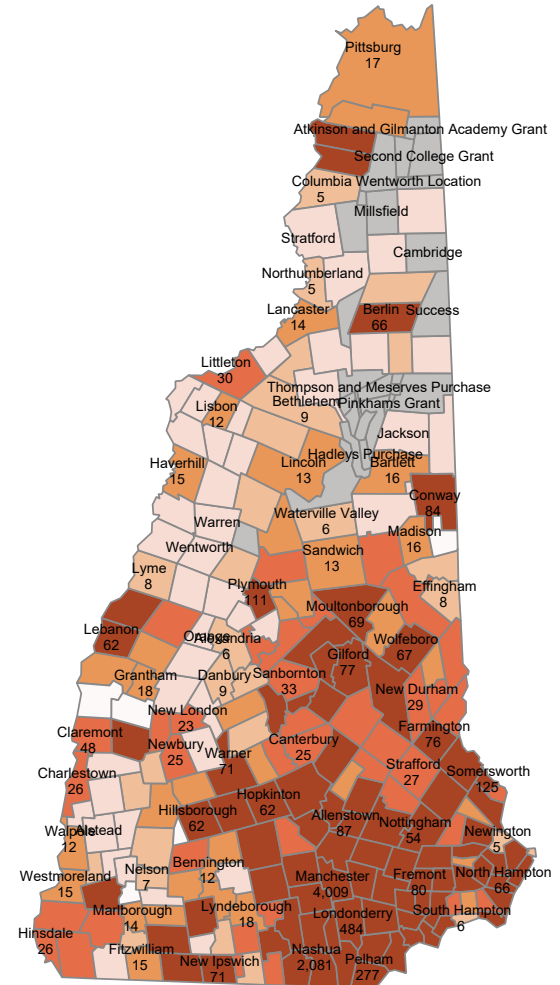 Pittsburg
17
Atkinson and Gilmanton Academy Grant
Second College Grant
Columbia
5
Wentworth Location
Millsfield
Stratford
Cambridge
Northumberland
5
Lancaster
14
Berlin
66
Success
Littleton
30
Thompson and Meserves Purchase
Bethlehem
9
Pinkhams Grant
Lisbon
12
Jackson
Hadleys Purchase
Haverhill
15
Lincoln
13
Bartlett
16
Conway
84
Waterville Valley
6
Warren
Madison
16
Wentworth
Sandwich
13
Lyme
8
Plymouth
111
Effingham
8
Moultonborough
69
Lebanon
62
Orange
Alexandria
6
Wolfeboro
67
Gilford
77
Grantham
18
Danbury
9
Sanbornton
33
New Durham
29
New London
23
Claremont
48
Newbury
25
Warner
71
Canterbury
25
Farmington
76
Charlestown
26
Strafford
27
Somersworth
125
Hopkinton
62
Hillsborough
62
Allenstown
87
Nottingham
54
Walpole
12
Alstead
Newington
5
Westmoreland
15
Nelson
7
Bennington
12
Manchester
4,009
Fremont
80
North Hampton
66
Marlborough
14
Lyndeborough
18
Londonderry
484
South Hampton
6
Hinsdale
26
Fitzwilliam
15
New Ipswich
71
Nashua
2,081
Pelham
277